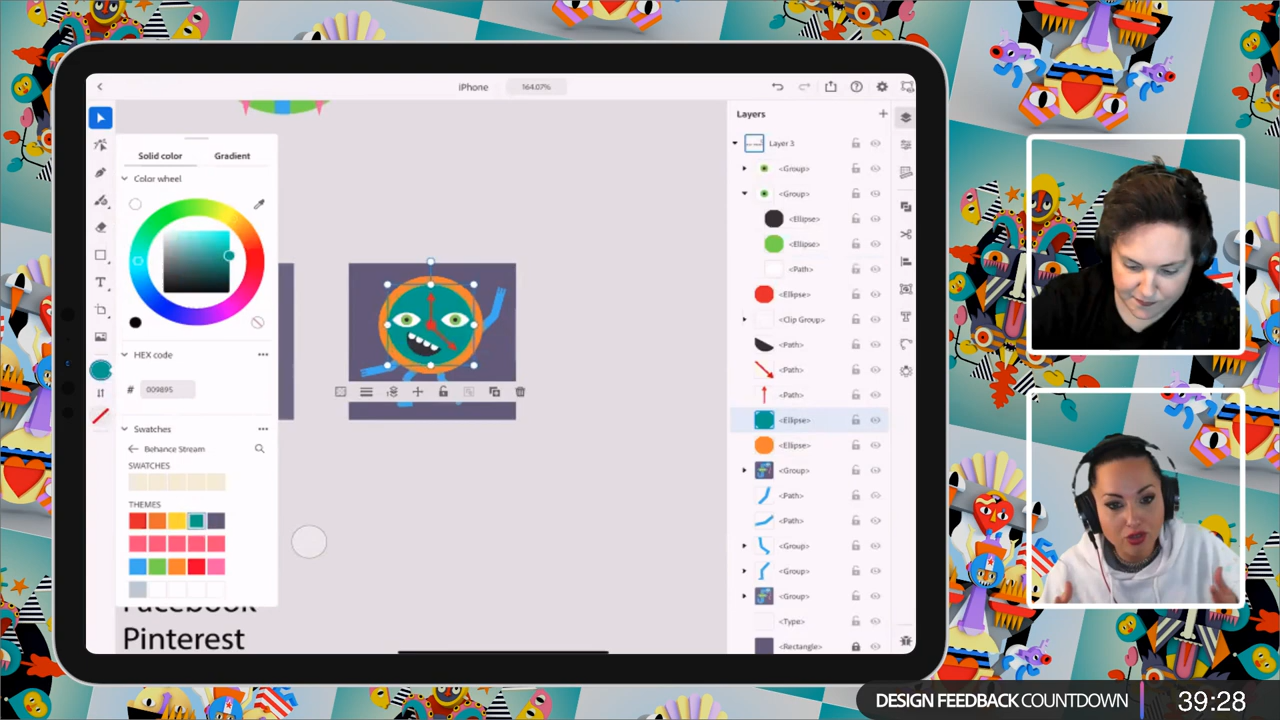 iPhone
164.07%
Layers
Layer 3
<Group>
<Group>
<Ellipse>
<Ellipse>
<Path>
<Ellipse>
<Clip Group>
<Path>
<Path>
<Path>
<Ellipse>
<Ellipse>
<Group>
<Path>
<Path>
<Group>
<Group>
<Group>
<Type>
<Rectangle>
Solid color
Gradient
Color wheel
HEX code
# 009895
Swatches
Behance Stream
SWATCHES
THEMES
Facebook
Pinterest
DESIGN FEEDBACK COUNTDOWN 39:28